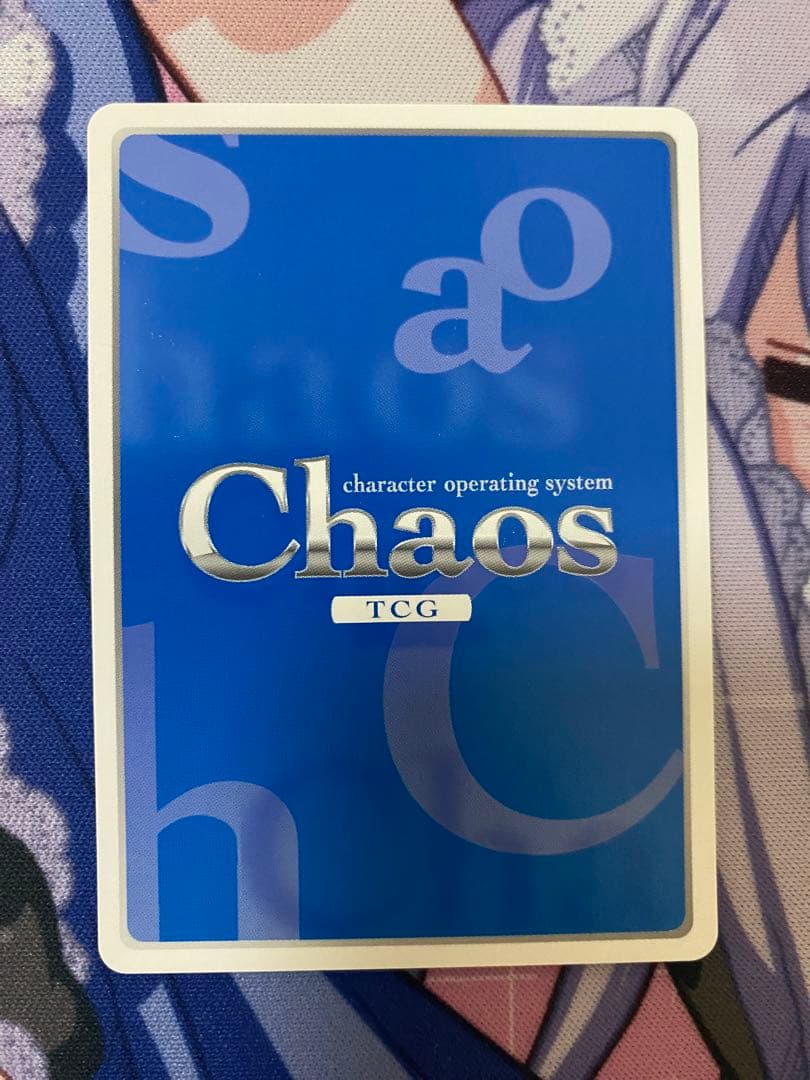 s
a o
character operating system
Chaos
TCG
h
C